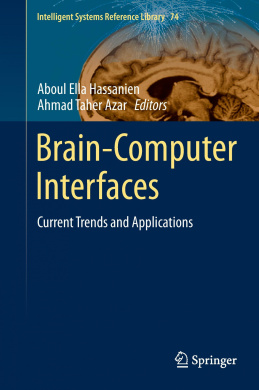 Intelligent Systems Reference Library 74
Aboul Ella Hassanien
Ahmad Taher Azar Editors
Brain-Computer
Interfaces
Current Trends and Applications
Springer